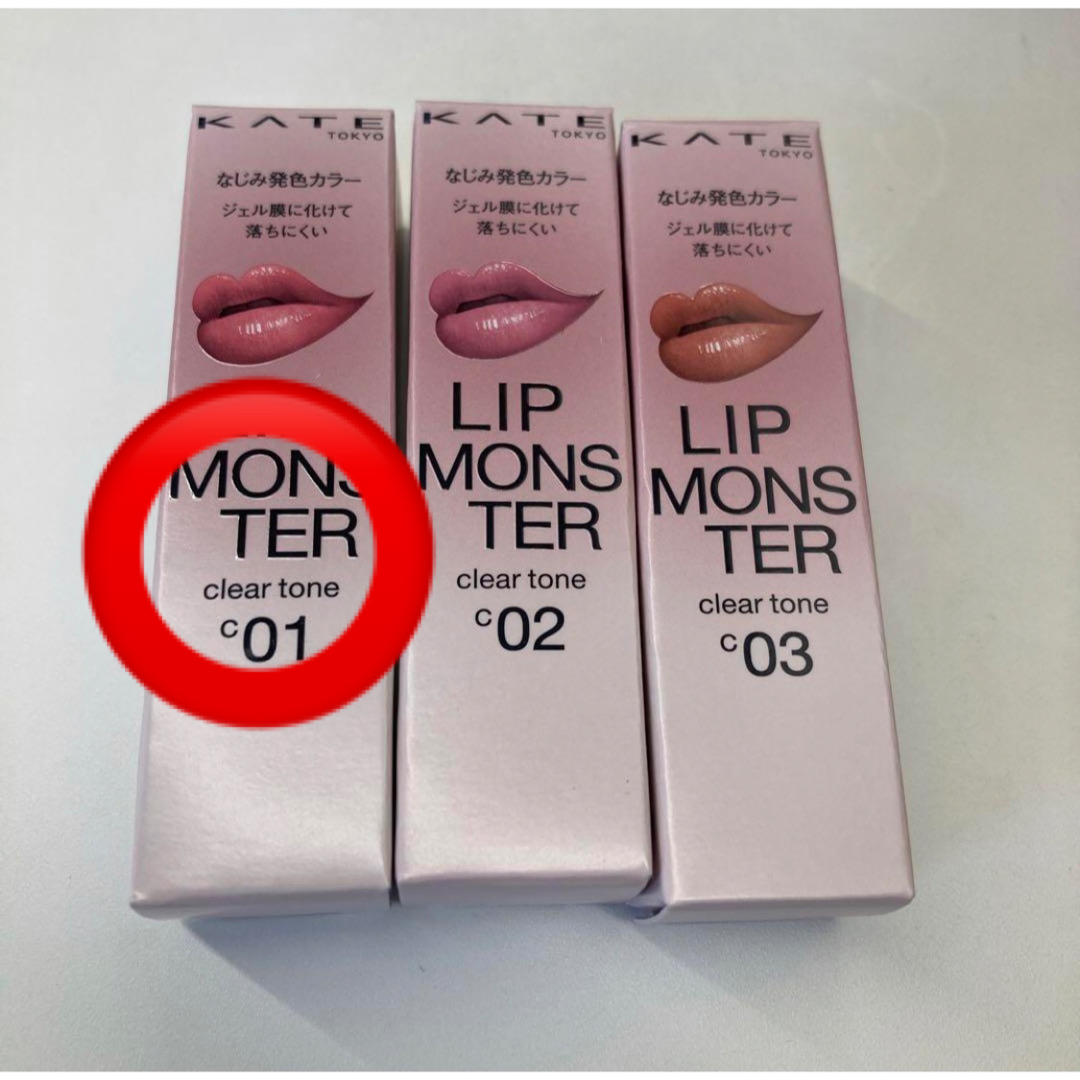 KATE
TOKYO
なじみ発色カラー
ジェル膜に化けて
落ちにくい
MONS
TER
clear tone
c01
KATE
TOKYO
なじみ発色カラー
ジェル膜に化けて
落ちにくい
LIP
MONS
TER
clear tone
c02
KATE
TOKYO
なじみ発色カラー
ジェル膜に化けて
落ちにくい
LIP
MONS
TER
clear tone
c03